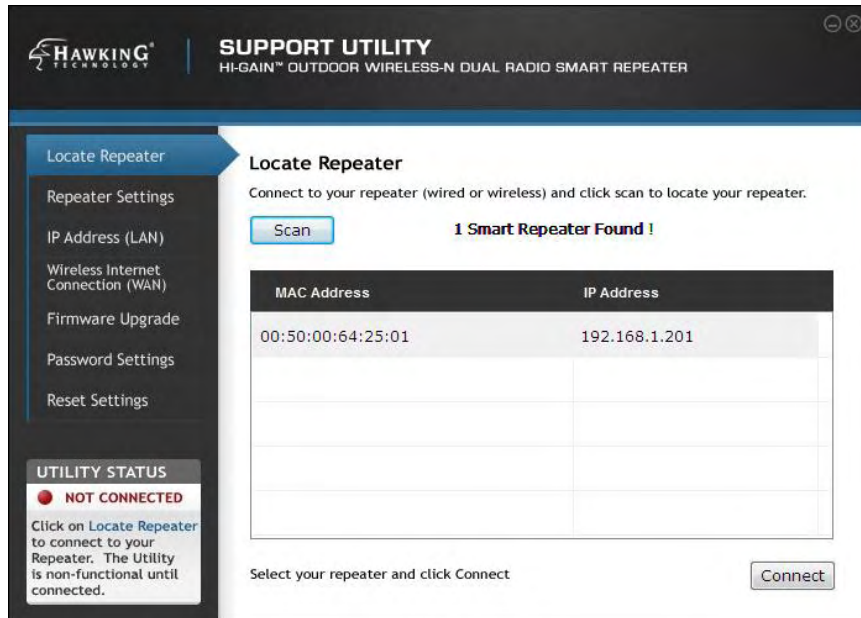 HAWKING®
TECHNOLOGY
SUPPORT UTILITY
HI-GAIN™ OUTDOOR WIRELESS-N DUAL RADIO SMART REPEATER
Locate Repeater
Repeater Settings
IP Address (LAN)
Wireless Internet
Connection (WAN)
Firmware Upgrade
Password Settings
Reset Settings
UTILITY STATUS
NOT CONNECTED
Click on Locate Repeater
to connect to your
Repeater. The Utility
is non-functional until
connected.
Locate Repeater
Connect to your repeater (wired or wireless) and click scan to locate your repeater.
Scan
1 Smart Repeater Found !
MAC Address IP Address
00:50:00:64:25:01 192.168.1.201
Select your repeater and click Connect
Connect